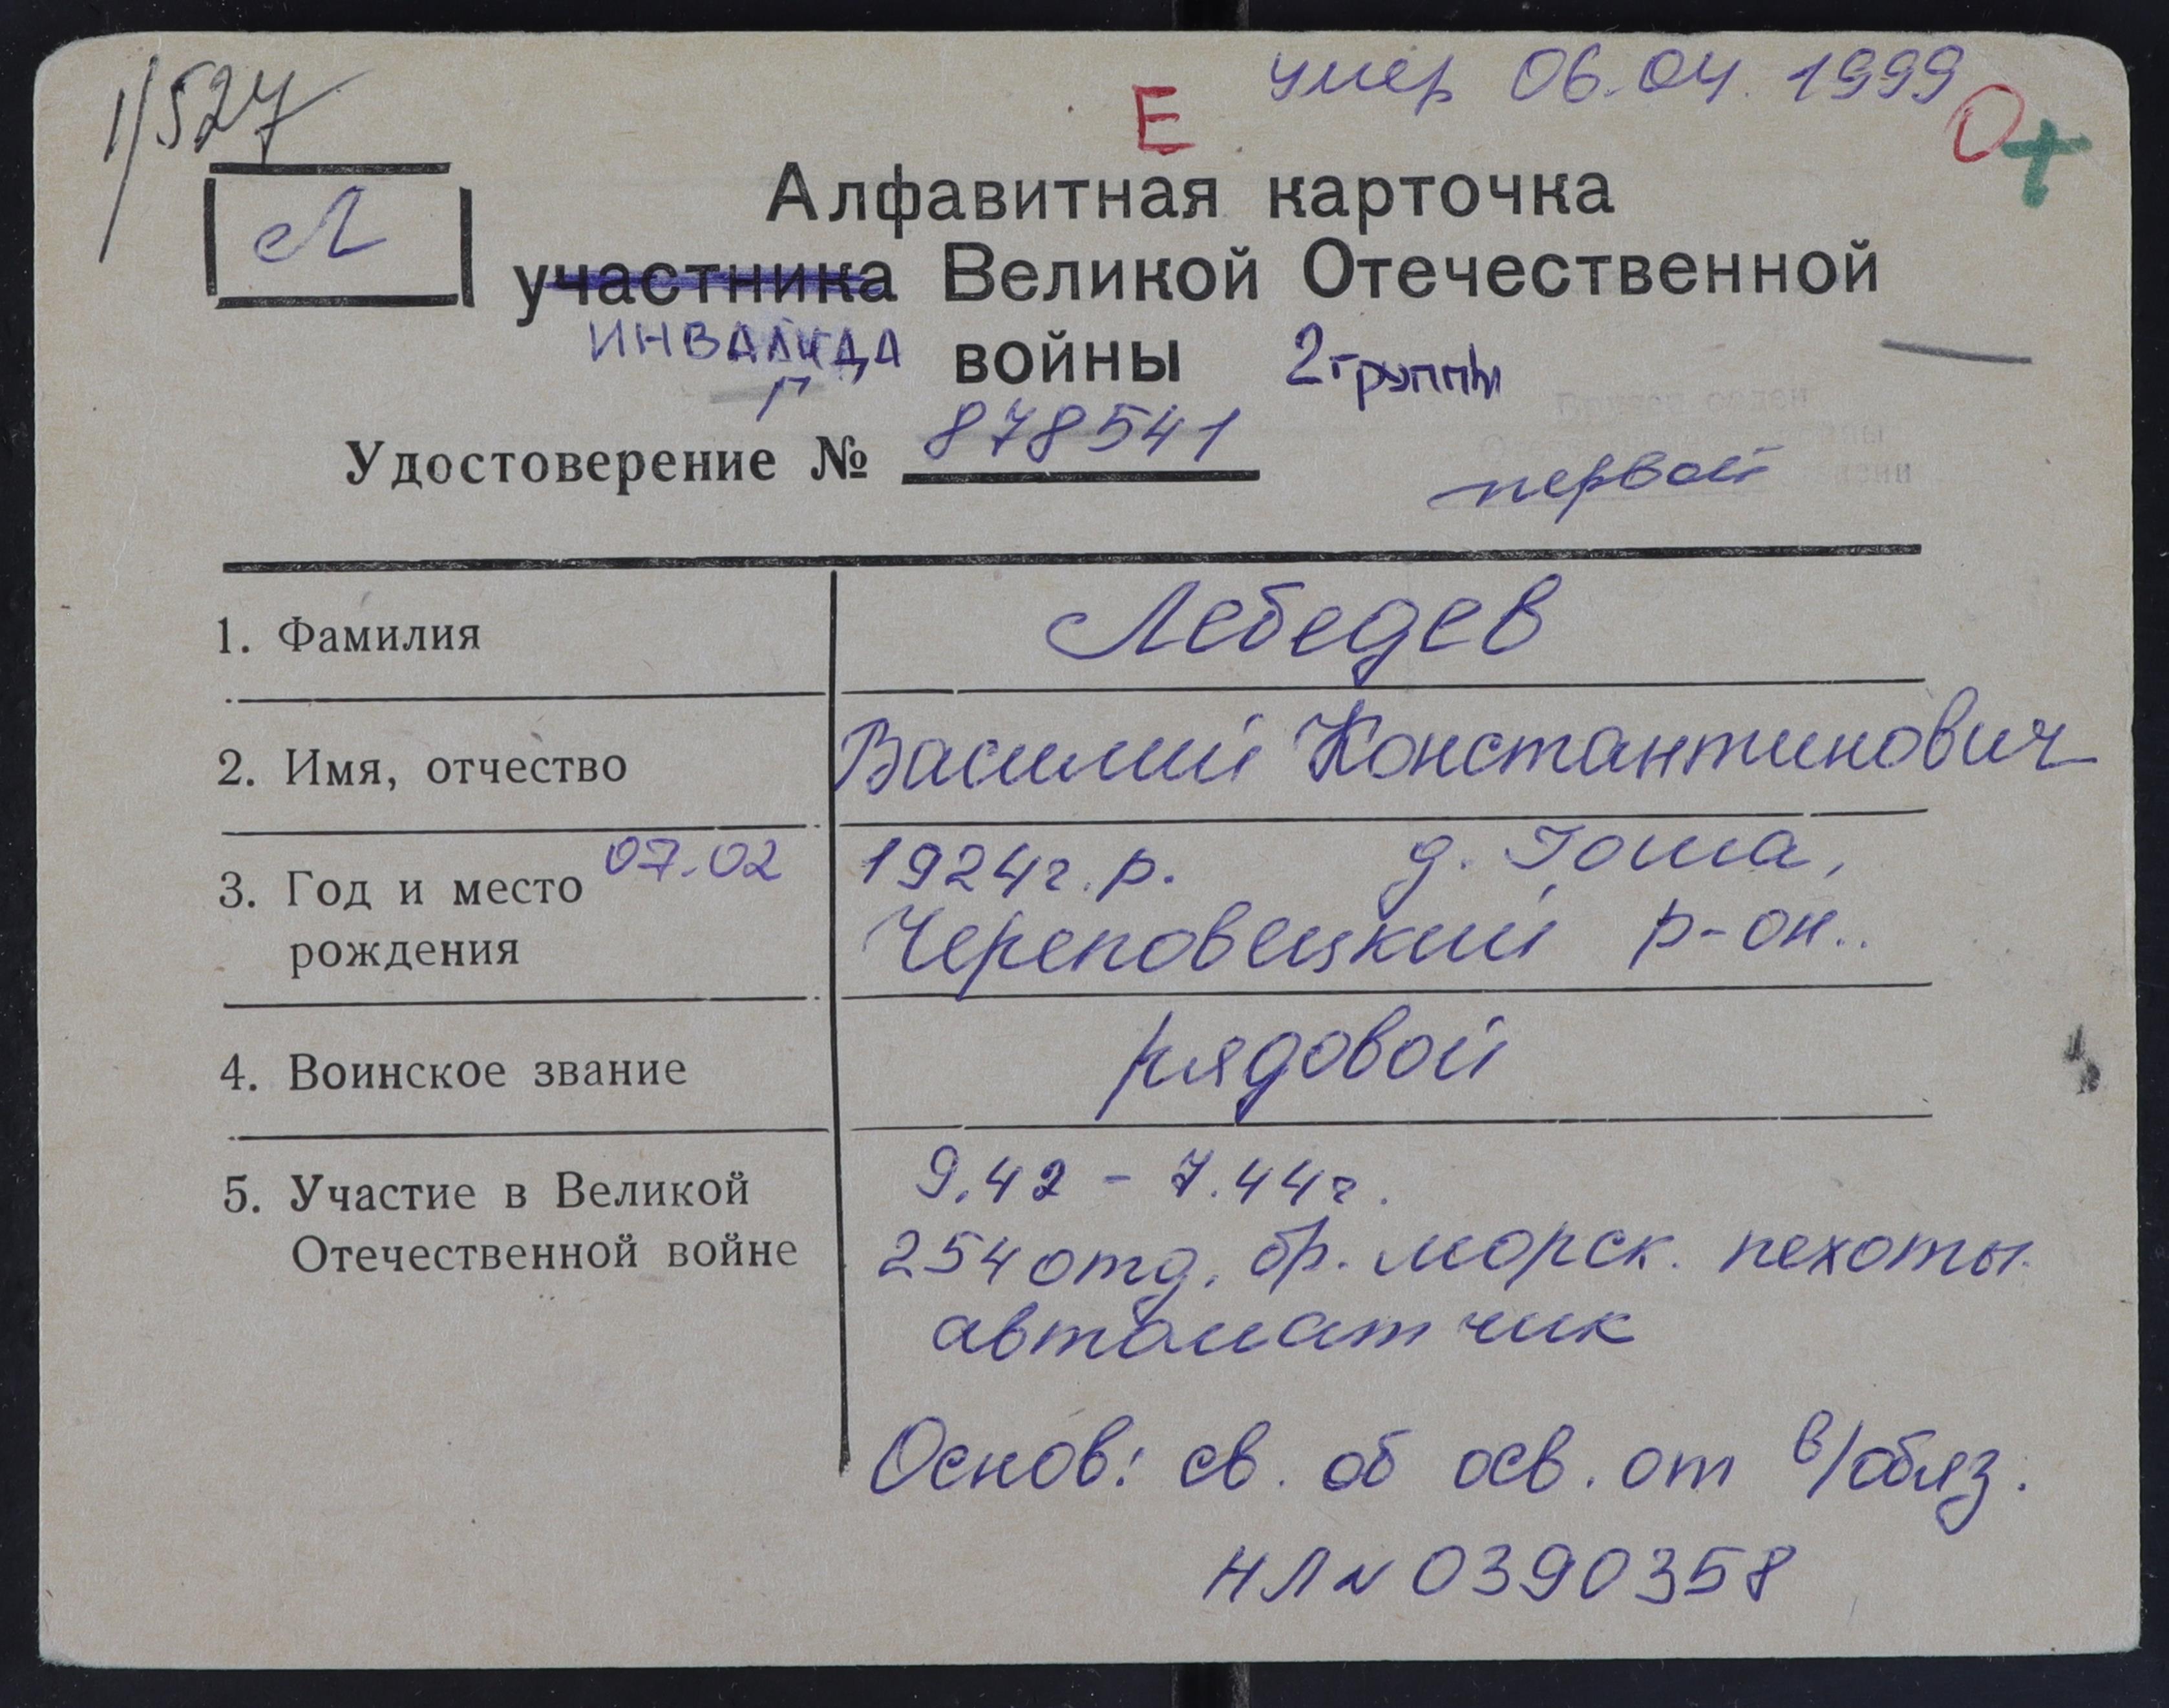 1/527
умер 06.04.1999
Е
О+
Л
Алфавитная карточка
участника Великой Отечественной
инвалида войны 2 группы
Г
Удостоверение № 878541
первой
1. Фамилия Лебедев
2. Имя, отчество Василий Константинович
3. Год и место 07.02 1924 г.р. д. Гоша,
рождения Череповецкий р-он.
4. Воинское звание рядовой
5. Участие в Великой 9.42 - 7.44 г.
Отечественной войне 254 отд. бр. морск. пехоты
автоматчик
Основ: св. об осв. от в/обяз.
НЛ N 0390358